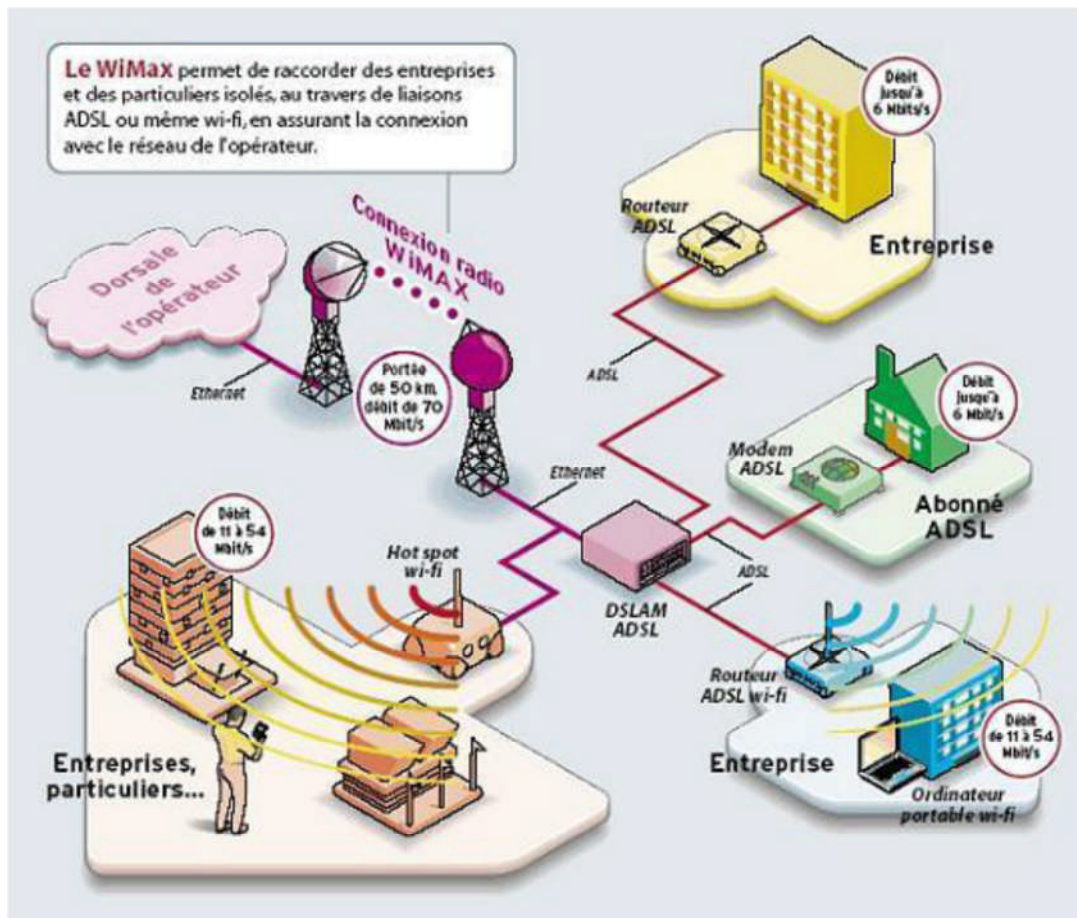 Le WiMax permet de raccorder des entreprises
et des particuliers isolés, au travers de liaisons
ADSL ou même wi-fi, en assurant la connexion
avec le réseau de l'opérateur.
Débit
jusqu'à
6 Mbits/s
Routeur
ADSL
Entreprise
Connexion radio
WiMAX
Dorsale
de
l'opérateur
Ethernet
Portée
de 50 km,
débit de 70
Mbit/s
ADSL
Débit
jusqu'à
6 Mbit/s
Modem
ADSL
Abonné
ADSL
Ethernet
Débit
de 11 à 54
Mbit/s
Hot spot
wi-fi
DSLAM
ADSL
ADSL
Routeur
ADSL wi-fi
Entreprises,
particuliers...
Entreprise
Débit
de 11 à 54
Mbit/s
Ordinateur
portable wi-fi